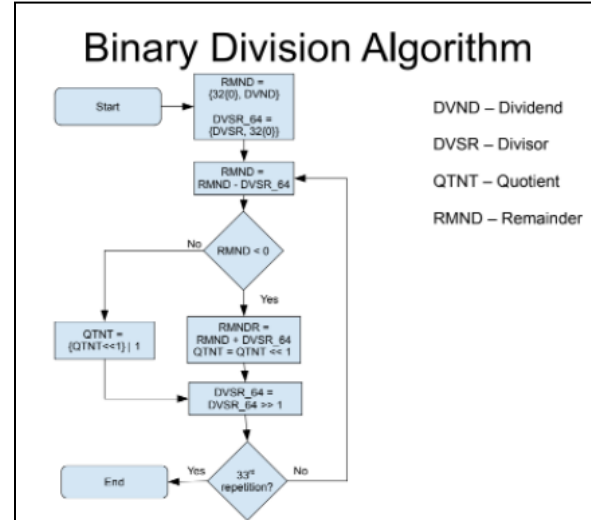 Binary Division Algorithm
Start
RMND =
{32{0}, DVND}
DVSR_64 =
{DVSR, 32{0}}
DVND – Dividend
DVSR – Divisor
QTNT – Quotient
RMND – Remainder
RMND =
RMND - DVSR_64
RMND < 0
No
Yes
QTNT =
{QTNT<<1} | 1
RMNDR =
RMND + DVSR_64
QTNT = QTNT << 1
DVSR_64 =
DVSR_64 >> 1
33rd
repetition?
Yes
No
End